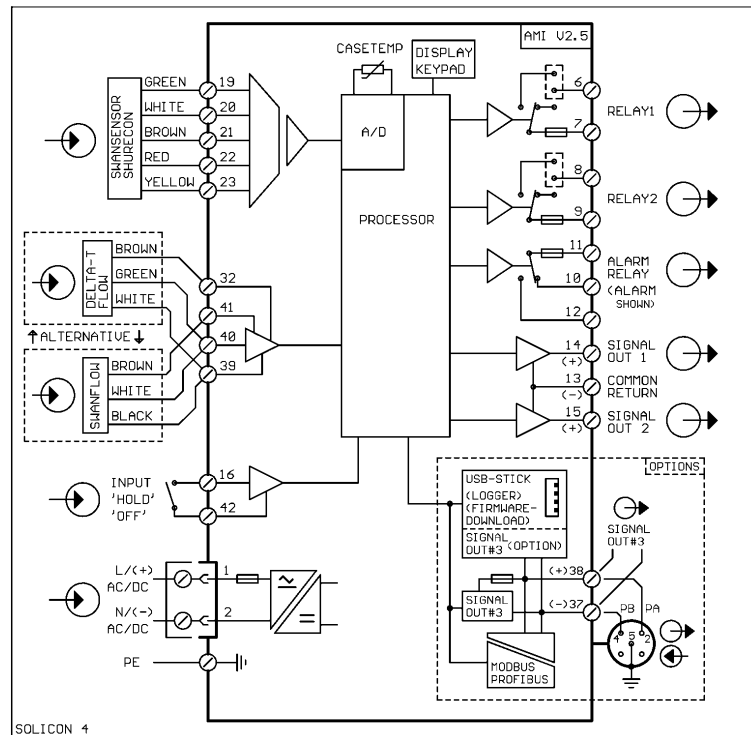 AMI V2.5
CASETEMP
DISPLAY
KEYPAD
A/D
PROCESSOR
SWANSENSOR
SHURECON
GREEN 19
WHITE 20
BROWN 21
RED 22
YELLOW 23
DELTA-T
FLOW
BROWN 32
GREEN 41
WHITE 40
39
↑ALTERNATIVE↓
SWANFLOW
BROWN
WHITE
BLACK
INPUT
'HOLD'
'OFF'
16
42
L/(+)
AC/DC
1
N/(-)
AC/DC
2
PE
6
7
RELAY1
8
9
RELAY2
11
10
12
ALARM
RELAY
(ALARM
SHOWN)
14
(+)
SIGNAL
OUT 1
13
(-)
COMMON
RETURN
15
(+)
SIGNAL
OUT 2
OPTIONS
USB-STICK
(LOGGER)
(FIRMWARE-
DOWNLOAD)
SIGNAL
OUT#3 (OPTION)
SIGNAL
OUT#3
(+)38
SIGNAL
OUT#3
(-)37
PB PA
4 5 2
MODBUS
PROFIBUS
SOLICON 4